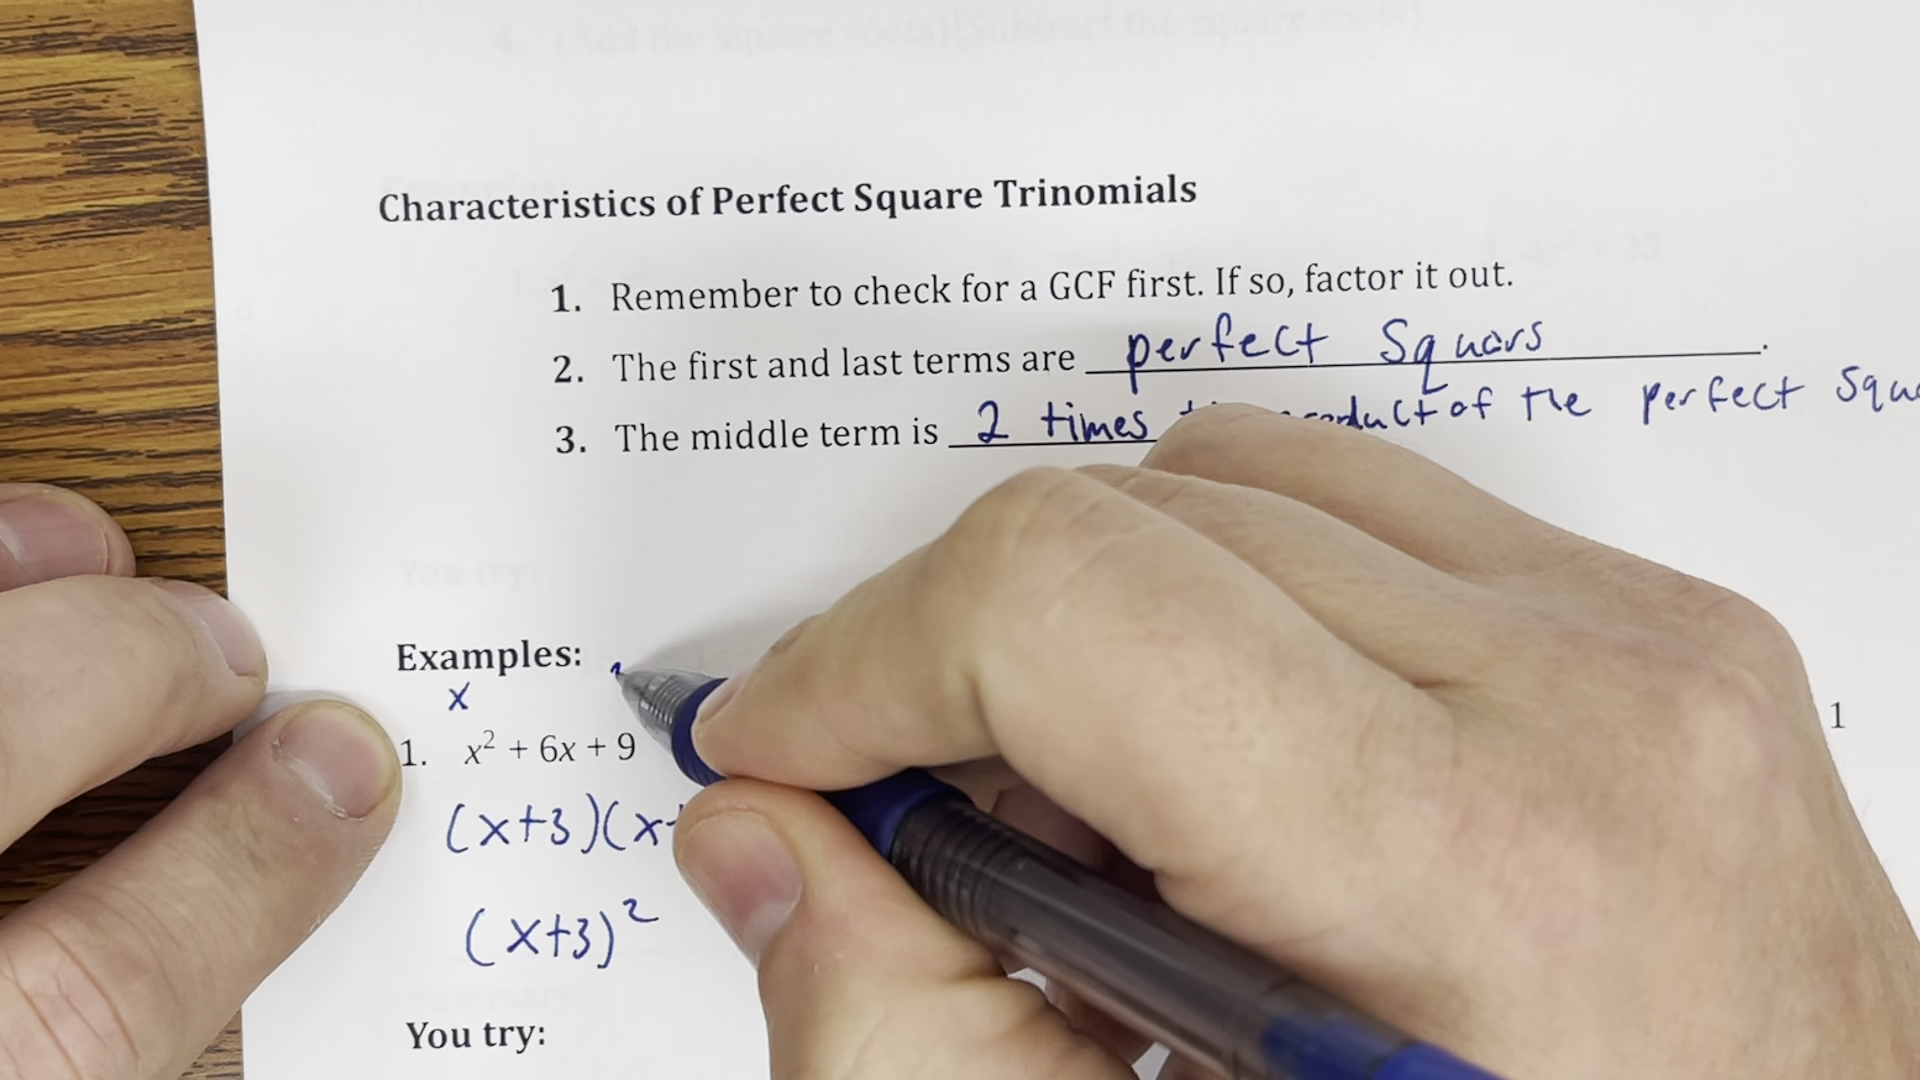 Characteristics of Perfect Square Trinomials
1. Remember to check for a GCF first. If so, factor it out.
2. The first and last terms are perfect Squars.
3. The middle term is 2 times of the perfect
Examples:
x
1. x² + 6x + 9
1
(x+3)(x
(x+3)²
You try: